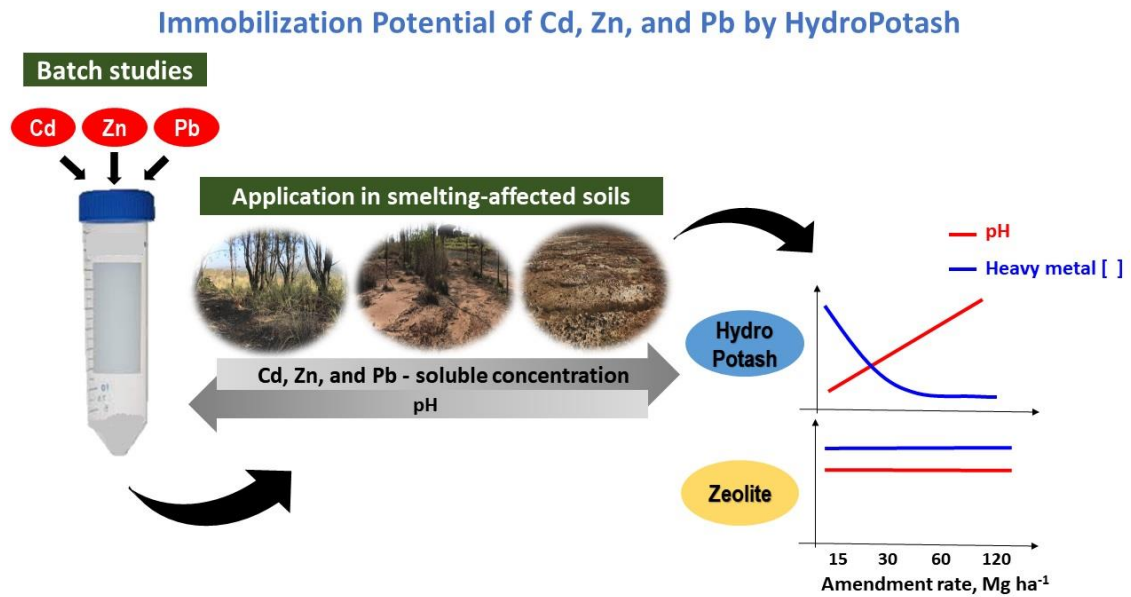 Immobilization Potential of Cd, Zn, and Pb by HydroPotash
Batch studies
Cd
Zn
Pb
Application in smelting-affected soils
Cd, Zn, and Pb - soluble concentration
pH
pH
Heavy metal [ ]
Hydro
Potash
Zeolite
15 30 60 120
Amendment rate, Mg ha⁻¹